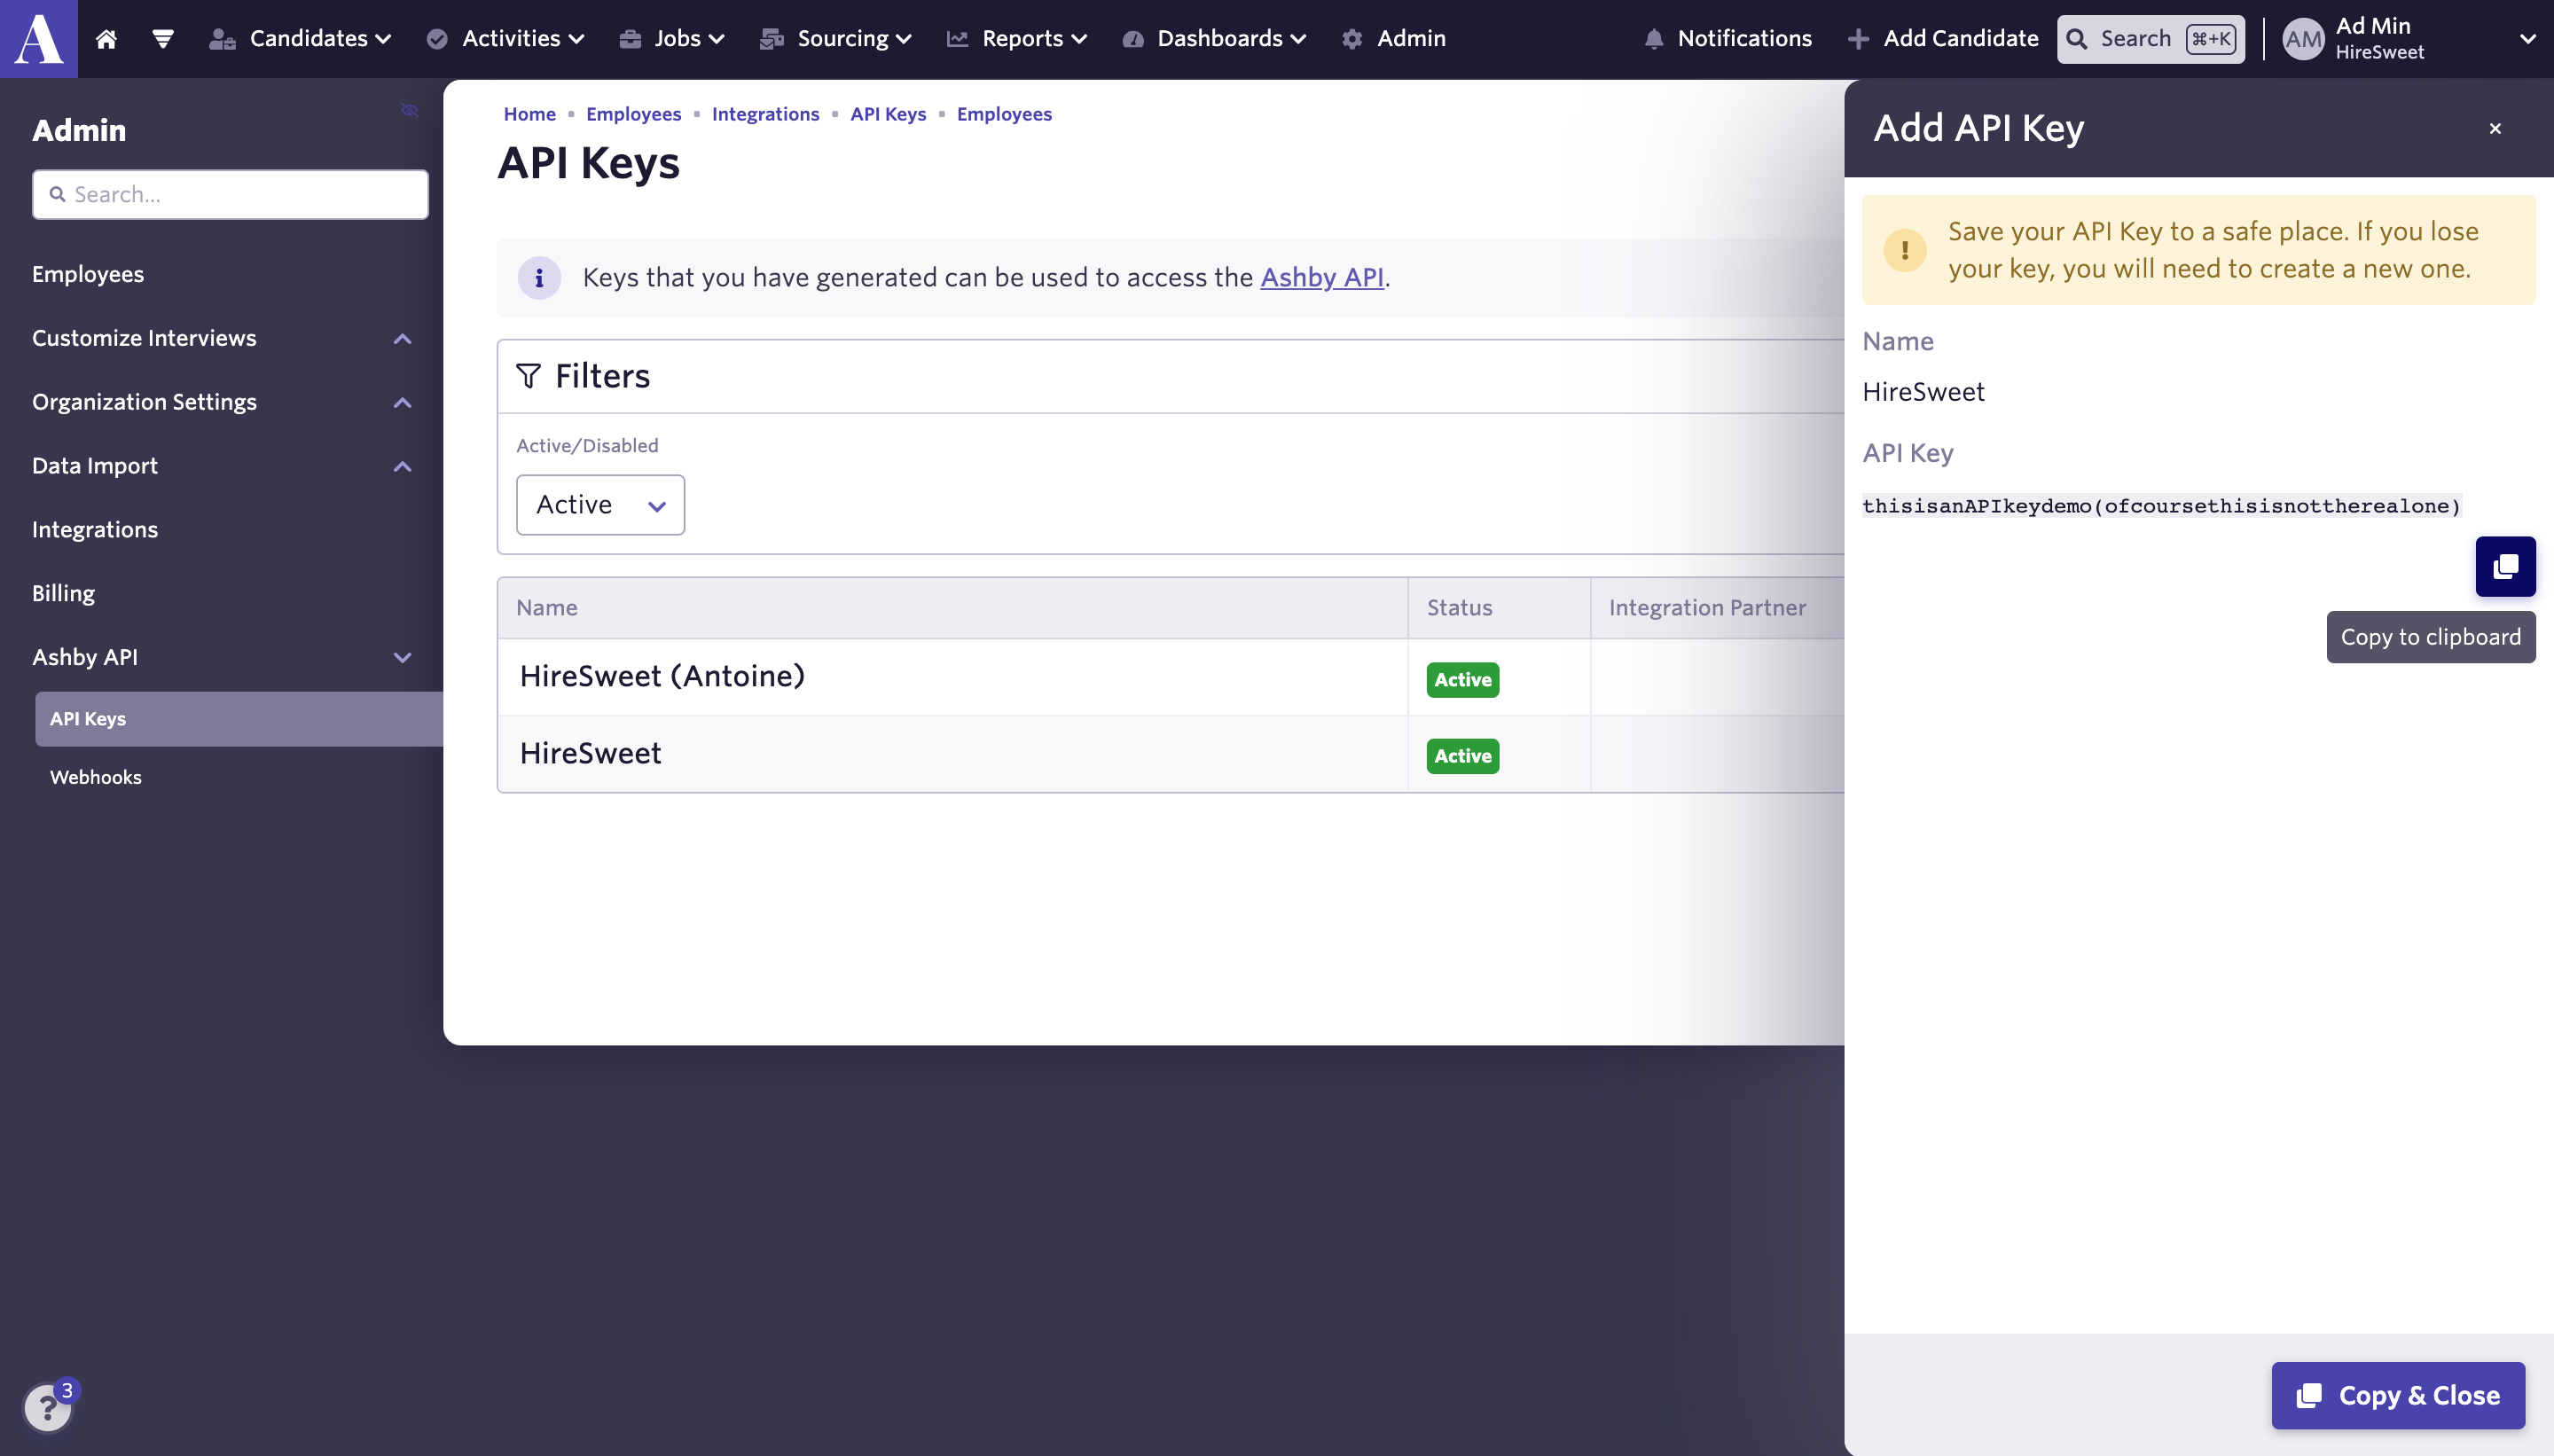 A
Candidates
Activities
Jobs
Sourcing
Reports
Dashboards
Admin
Notifications
Add Candidate
Search ⌘+K
AM
Ad Min
HireSweet
Admin
Search...
Employees
Customize Interviews
Organization Settings
Data Import
Integrations
Billing
Ashby API
API Keys
Webhooks
? 3
Home • Employees • Integrations • API Keys • Employees
API Keys
Keys that you have generated can be used to access the Ashby API.
Filters
Active/Disabled
Active
Name Status Integration Partner
HireSweet (Antoine) Active
HireSweet Active
Add API Key
Save your API Key to a safe place. If you lose
your key, you will need to create a new one.
Name
HireSweet
API Key
thisisanAPIkeydemo(ofcoursethisisnottherealone)
Copy to clipboard
Copy & Close